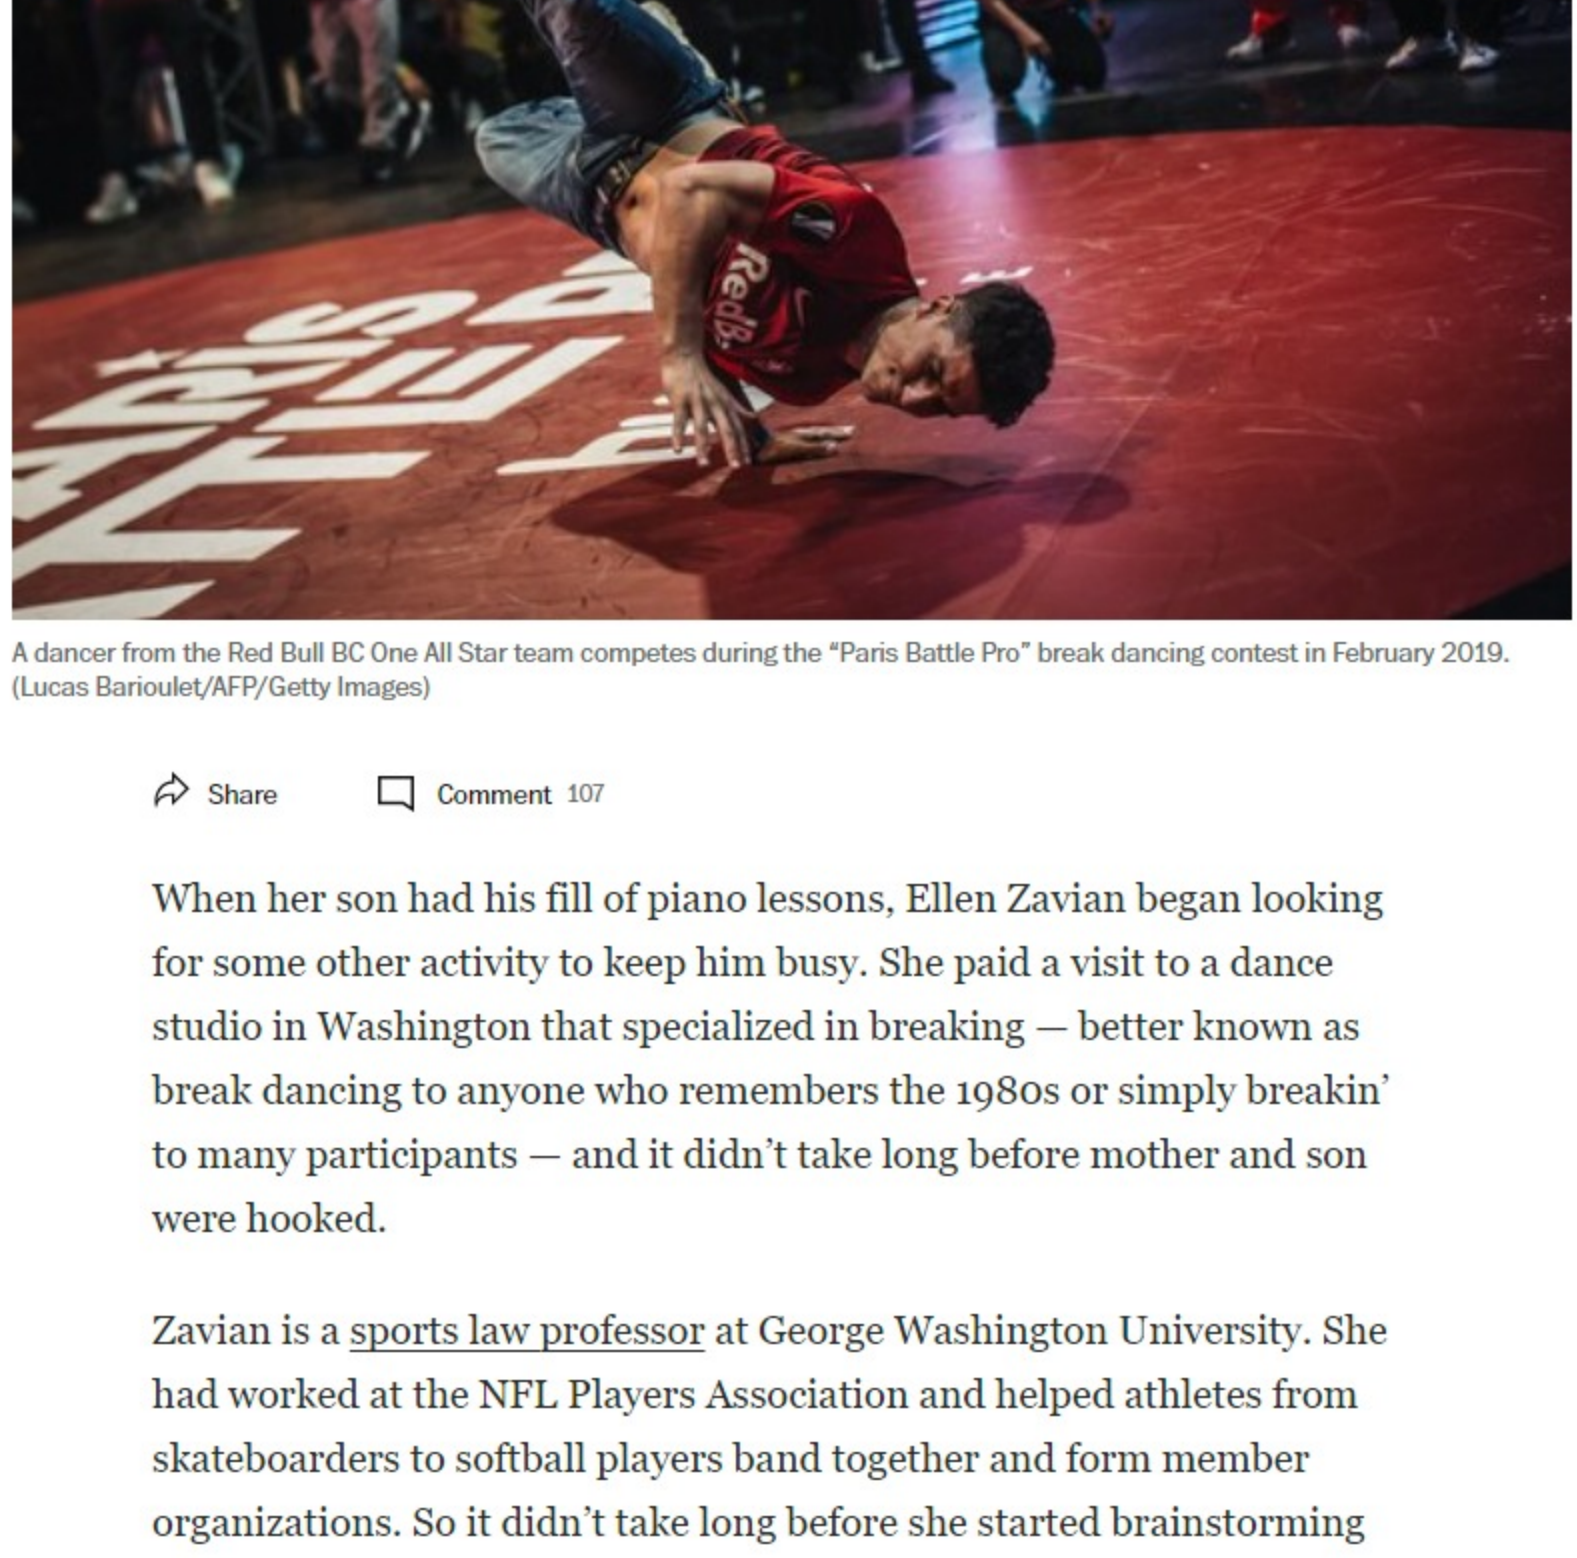 PARIS
BATTLE
RedB
A dancer from the Red Bull BC One All Star team competes during the “Paris Battle Pro” break dancing contest in February 2019.
(Lucas Barioulet/AFP/Getty Images)
Share
Comment 107
When her son had his fill of piano lessons, Ellen Zavian began looking
for some other activity to keep him busy. She paid a visit to a dance
studio in Washington that specialized in breaking — better known as
break dancing to anyone who remembers the 1980s or simply breakin’
to many participants — and it didn’t take long before mother and son
were hooked.
Zavian is a sports law professor at George Washington University. She
had worked at the NFL Players Association and helped athletes from
skateboarders to softball players band together and form member
organizations. So it didn’t take long before she started brainstorming